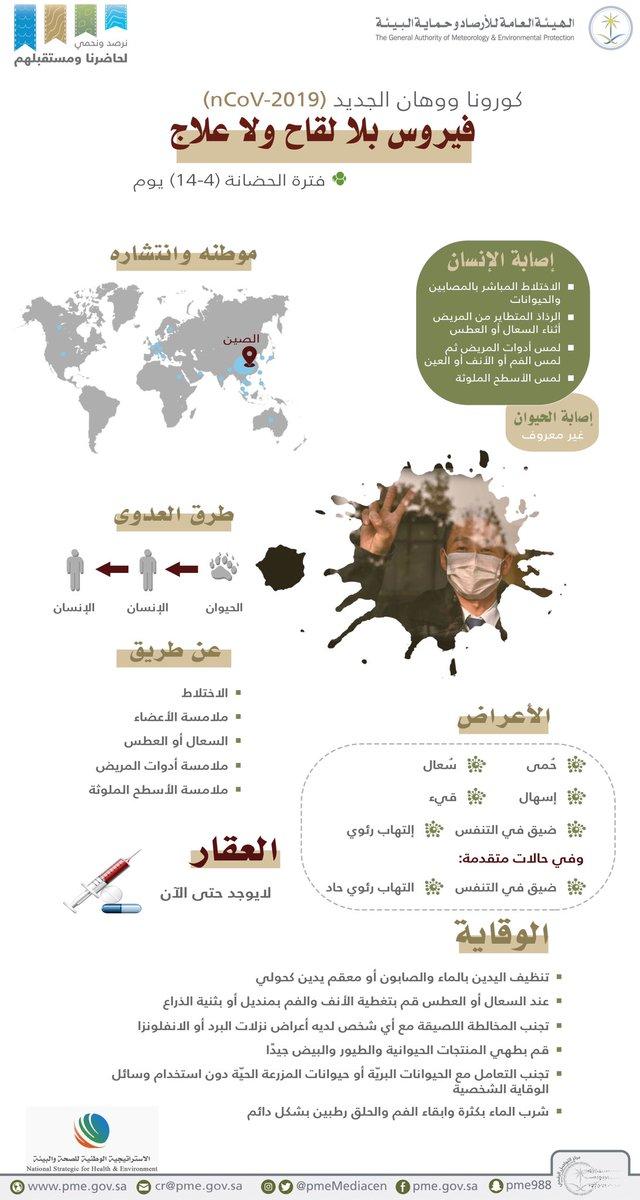 الهيئة العامة للأرصاد وحماية البيئة
The General Authority of Meteorology & Environmental Protection
نرصد ونحمي
لحاضرنا ومستقبلهم
كورونا ووهان الجديد (nCoV-2019)
فيروس بلا لقاح ولا علاج
فترة الحضانة (4-14) يوم
إصابة الإنسان
الاختلاط المباشر بالمصابين
والحيوانات
الرذاذ المتطاير من المريض
أثناء السعال أو العطس
لمس أدوات المريض ثم
لمس الفم أو الأنف أو العين
لمس الأسطح الملوثة
إصابة الحيوان
غير معروف
موطنه وانتشاره
الصين
طرق العدوى
الحيوان
الإنسان
الإنسان
عن طريق
الاختلاط
ملامسة الأعضاء
السعال أو العطس
ملامسة أدوات المريض
ملامسة الأسطح الملوثة
الأعراض
حُمى
سُعال
إسهال
قيء
ضيق في التنفس
إلتهاب رئوي
وفي حالات متقدمة:
ضيق في التنفس
التهاب رئوي حاد
العقار
لايوجد حتى الآن
الوقاية
تنظيف اليدين بالماء والصابون أو معقم يدين كحولي
عند السعال أو العطس قم بتغطية الأنف والفم بمنديل أو بثنية الذراع
تجنب المخالطة اللصيقة مع أي شخص لديه أعراض نزلات البرد أو الانفلونزا
قم بطهي المنتجات الحيوانية والطيور والبيض جيدًا
تجنب التعامل مع الحيوانات البريّة أو حيوانات المزرعة الحيّة دون استخدام وسائل
الوقاية الشخصية
شرب الماء بكثرة وابقاء الفم والحلق رطبين بشكل دائم
الاستراتيجية الوطنية للصحة والبيئة
National Strategic for Health & Environment
www.pme.gov.sa
cr@pme.gov.sa
@pmeMediacen
pme.gov.sa
pme988